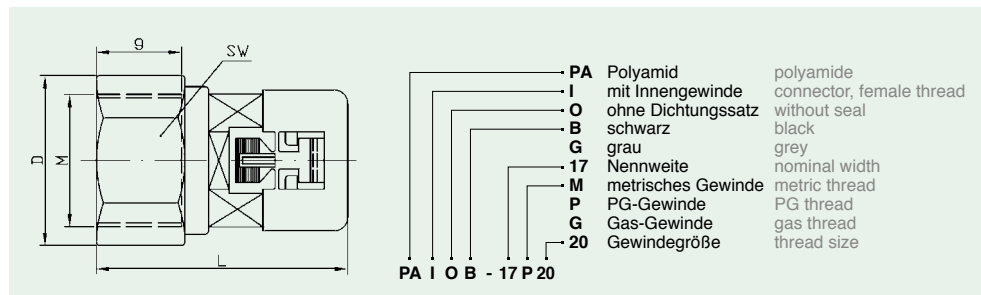 9
SW
D
M
L
PA Polyamid polyamide
I mit Innengewinde connector, female thread
O ohne Dichtungssatz without seal
B schwarz black
G grau grey
17 Nennweite nominal width
M metrisches Gewinde metric thread
P PG-Gewinde PG thread
G Gas-Gewinde gas thread
20 Gewindegröße thread size
PA I O B - 17 P 20